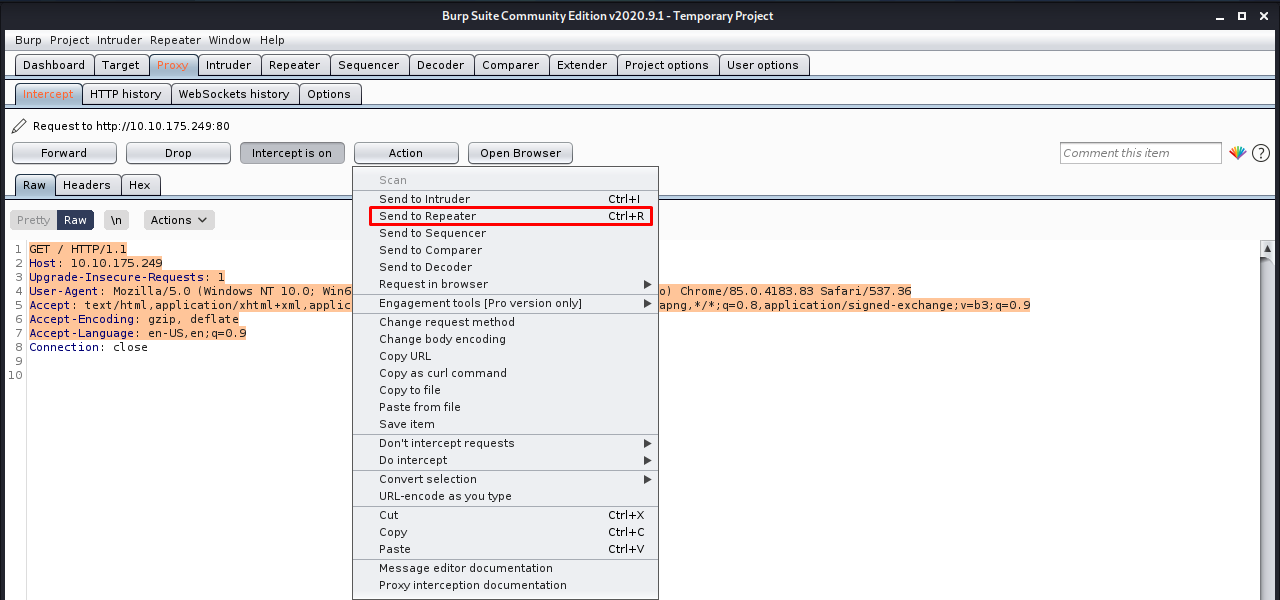 Burp Suite Community Edition v2020.9.1 - Temporary Project
Burp Project Intruder Repeater Window Help
Dashboard Target Proxy Intruder Repeater Sequencer Decoder Comparer Extender Project options User options
Intercept HTTP history WebSockets history Options
Request to http://10.10.175.249:80
Forward Drop Intercept is on Action Open Browser Comment this item ?
Raw Headers Hex
Pretty Raw \n Actions
1 GET / HTTP/1.1
2 Host: 10.10.175.249
3 Upgrade-Insecure-Requests: 1
4 User-Agent: Mozilla/5.0 (Windows NT 10.0; Win6 o) Chrome/85.0.4183.83 Safari/537.36
5 Accept: text/html,application/xhtml+xml,applic apng,*/*;q=0.8,application/signed-exchange;v=b3;q=0.9
6 Accept-Encoding: gzip, deflate
7 Accept-Language: en-US,en;q=0.9
8 Connection: close
9
10
Scan
Send to Intruder Ctrl+I
Send to Repeater Ctrl+R
Send to Sequencer
Send to Comparer
Send to Decoder
Request in browser
Engagement tools [Pro version only]
Change request method
Change body encoding
Copy URL
Copy as curl command
Copy to file
Paste from file
Save item
Don't intercept requests
Do intercept
Convert selection
URL-encode as you type
Cut Ctrl+X
Copy Ctrl+C
Paste Ctrl+V
Message editor documentation
Proxy interception documentation